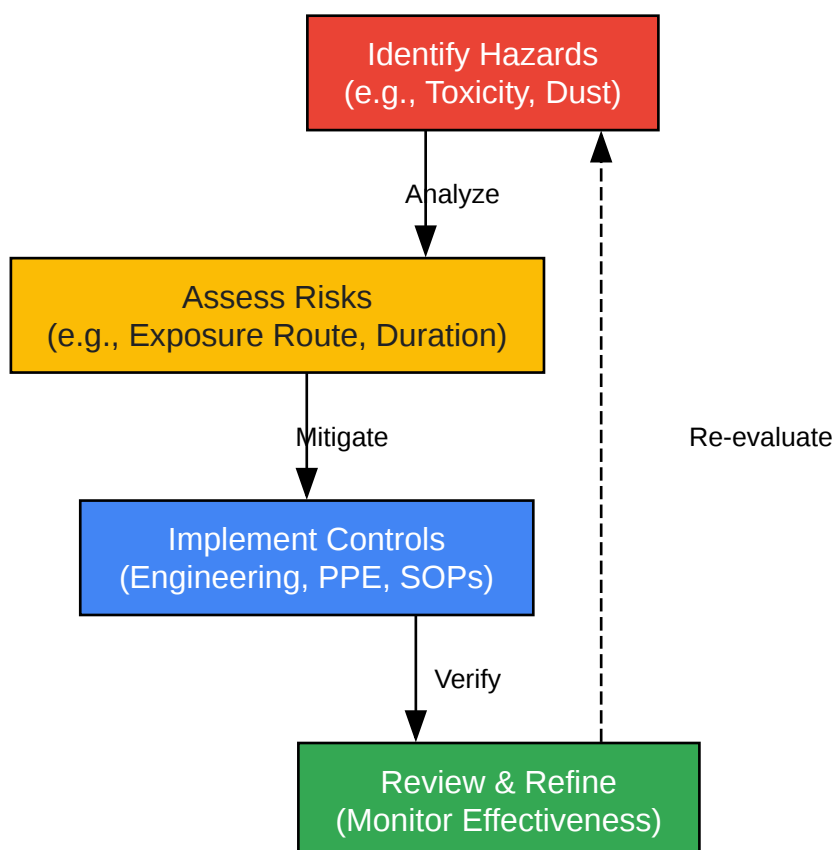 Identify Hazards
(e.g., Toxicity, Dust)
Analyze
Assess Risks
(e.g., Exposure Route, Duration)
Mitigate
Re-evaluate
Implement Controls
(Engineering, PPE, SOPs)
Verify
Review & Refine
(Monitor Effectiveness)